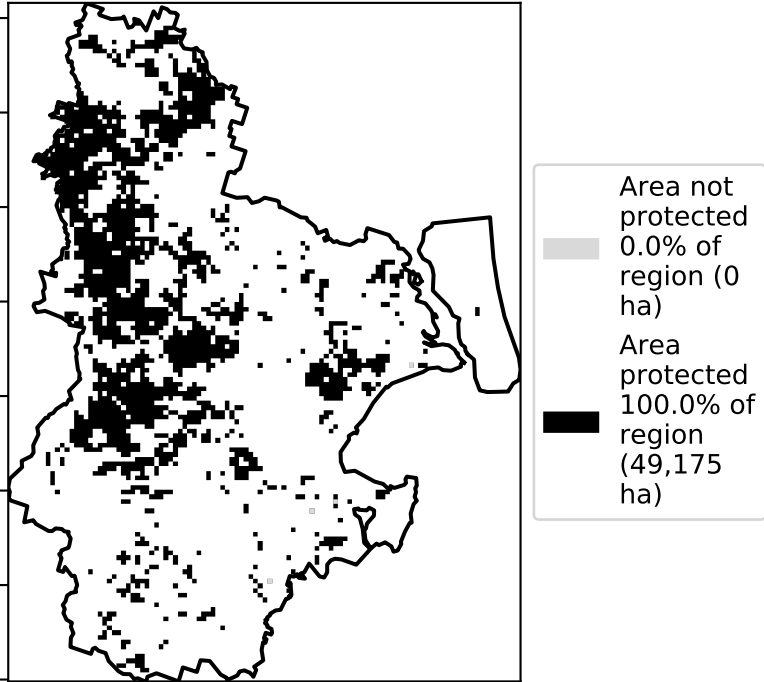 Area not
protected
0.0% of
region (0
ha)
Area
protected
100.0% of
region
(49,175
ha)